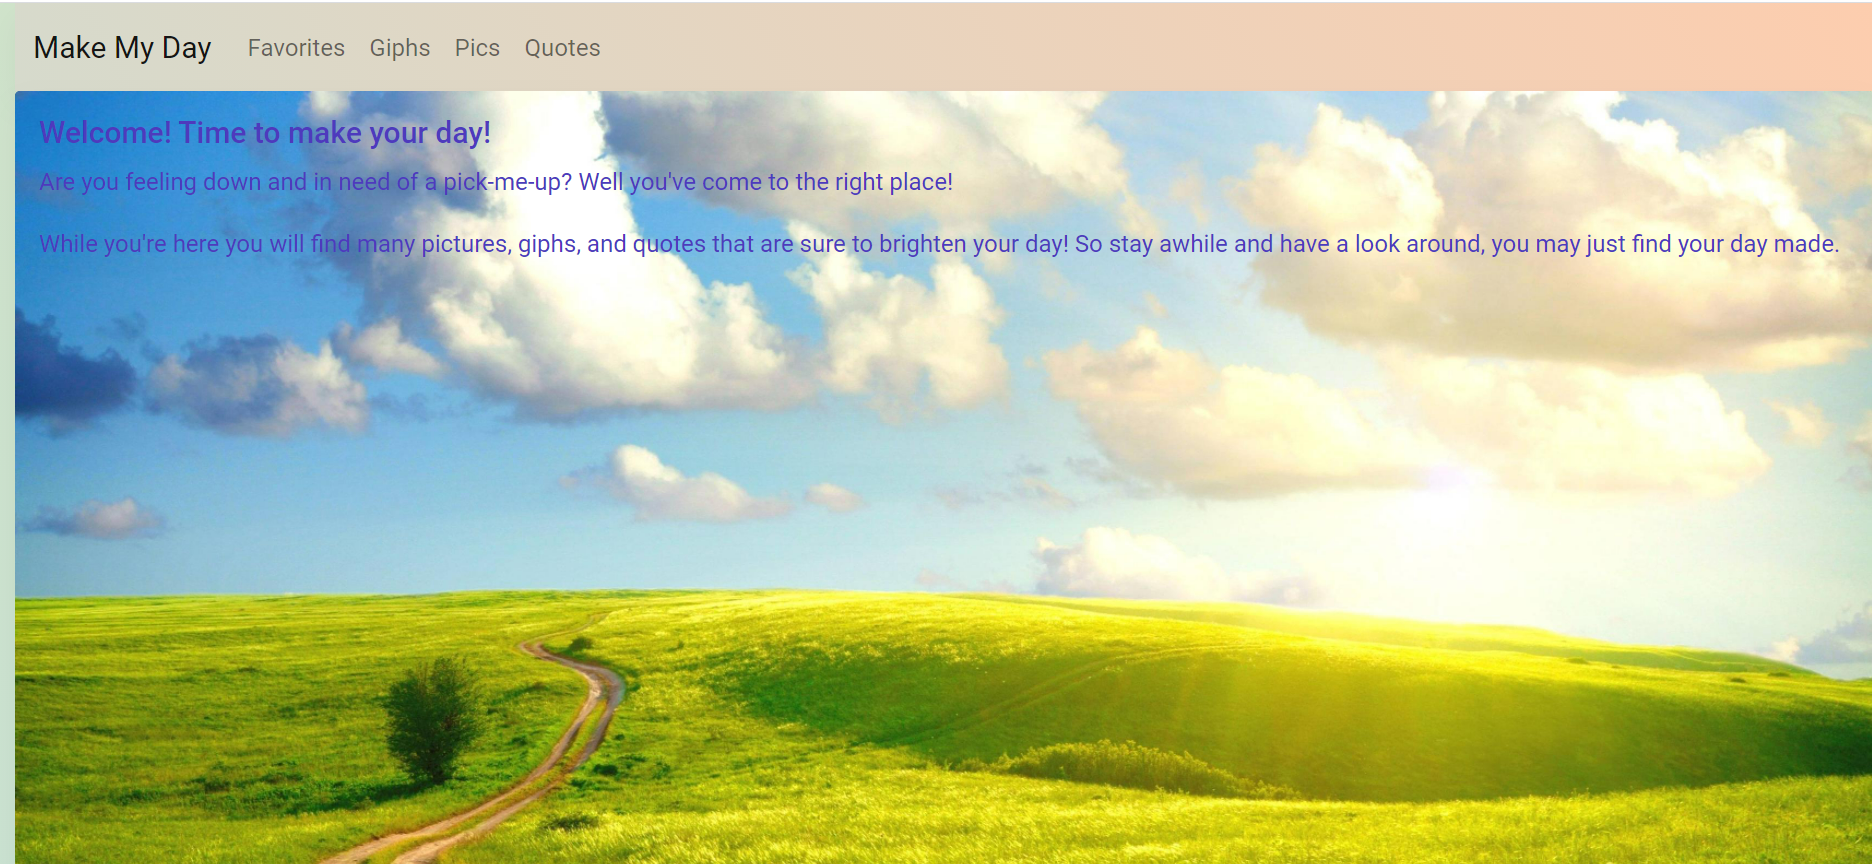 Make My Day Favorites Giphs Pics Quotes
Welcome! Time to make your day!
Are you feeling down and in need of a pick-me-up? Well you've come to the right place!
While you're here you will find many pictures, giphs, and quotes that are sure to brighten your day! So stay awhile and have a look around, you may just find your day made.